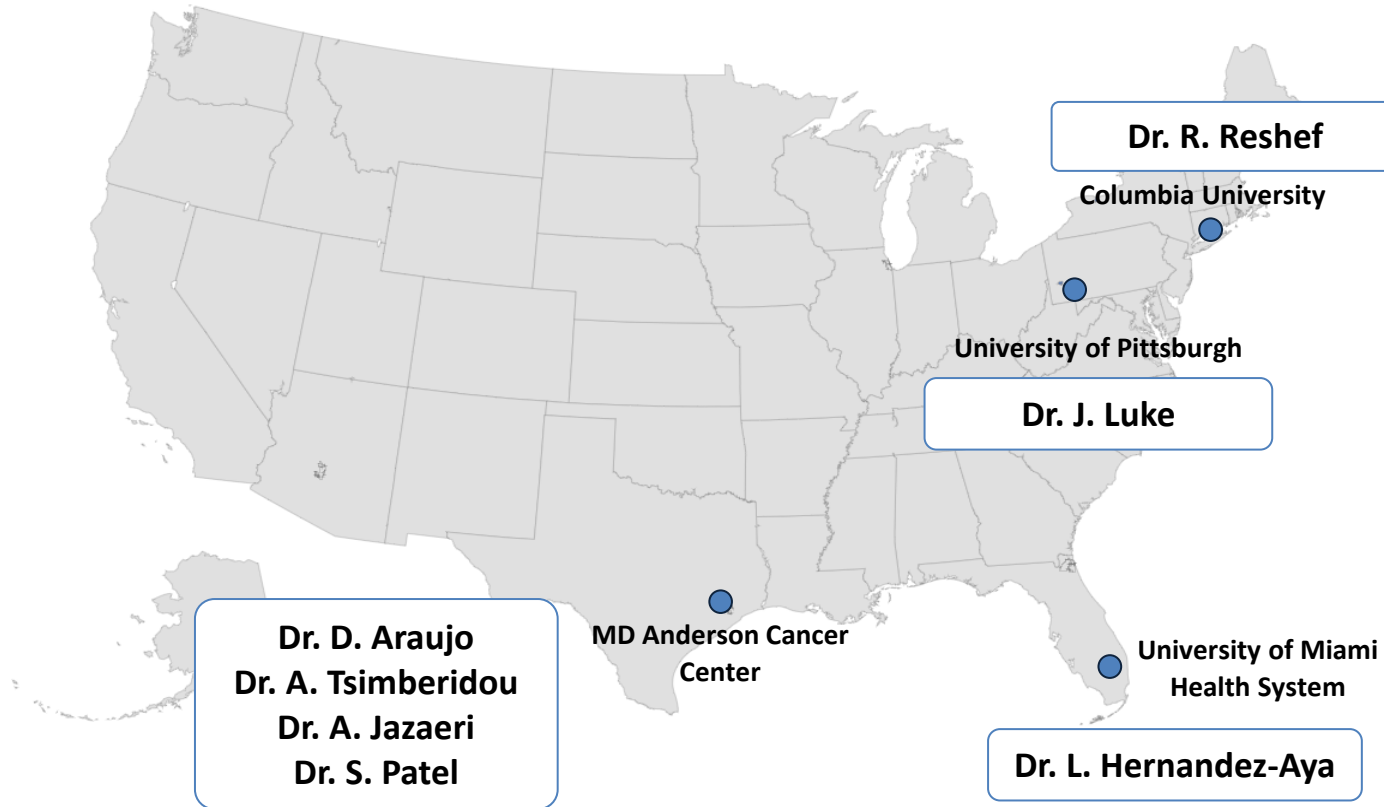 Dr. R. Reshef
Columbia University
University of Pittsburgh
Dr. J. Luke
Dr. D. Araujo
Dr. A. Tsimberidou
Dr. A. Jazaeri
Dr. S. Patel
MD Anderson Cancer
Center
University of Miami
Health System
Dr. L. Hernandez-Aya